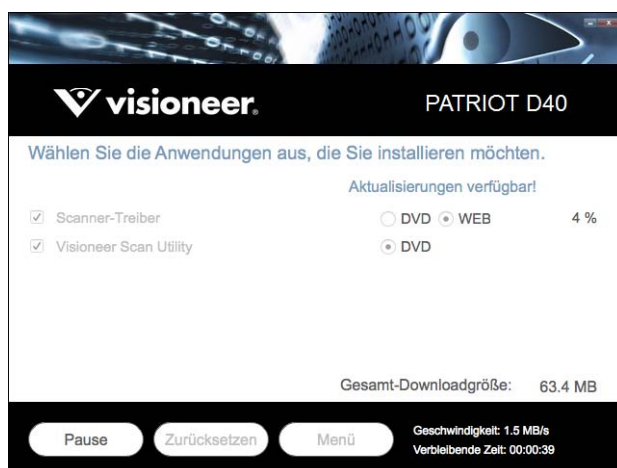 visioneer.
PATRIOT D40
Wählen Sie die Anwendungen aus, die Sie installieren möchten.
Aktualisierungen verfügbar!
Scanner-Treiber DVD WEB 4 %
Visioneer Scan Utility DVD
Gesamt-Downloadgröße: 63.4 MB
Pause Zurücksetzen Menü
Geschwindigkeit: 1.5 MB/s
Verbleibende Zeit: 00:00:39